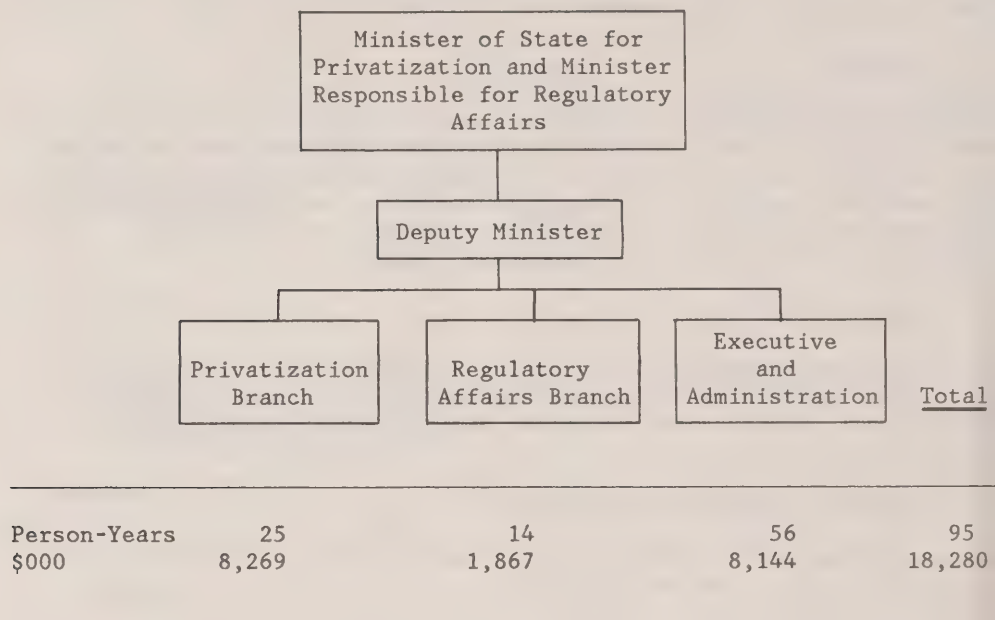 Minister of State for
Privatization and Minister
Responsible for Regulatory
Affairs
Deputy Minister
Privatization
Branch
Regulatory
Affairs Branch
Executive
and
Administration
Total
Person-Years 25 14 56 95
$000 8,269 1,867 8,144 18,280